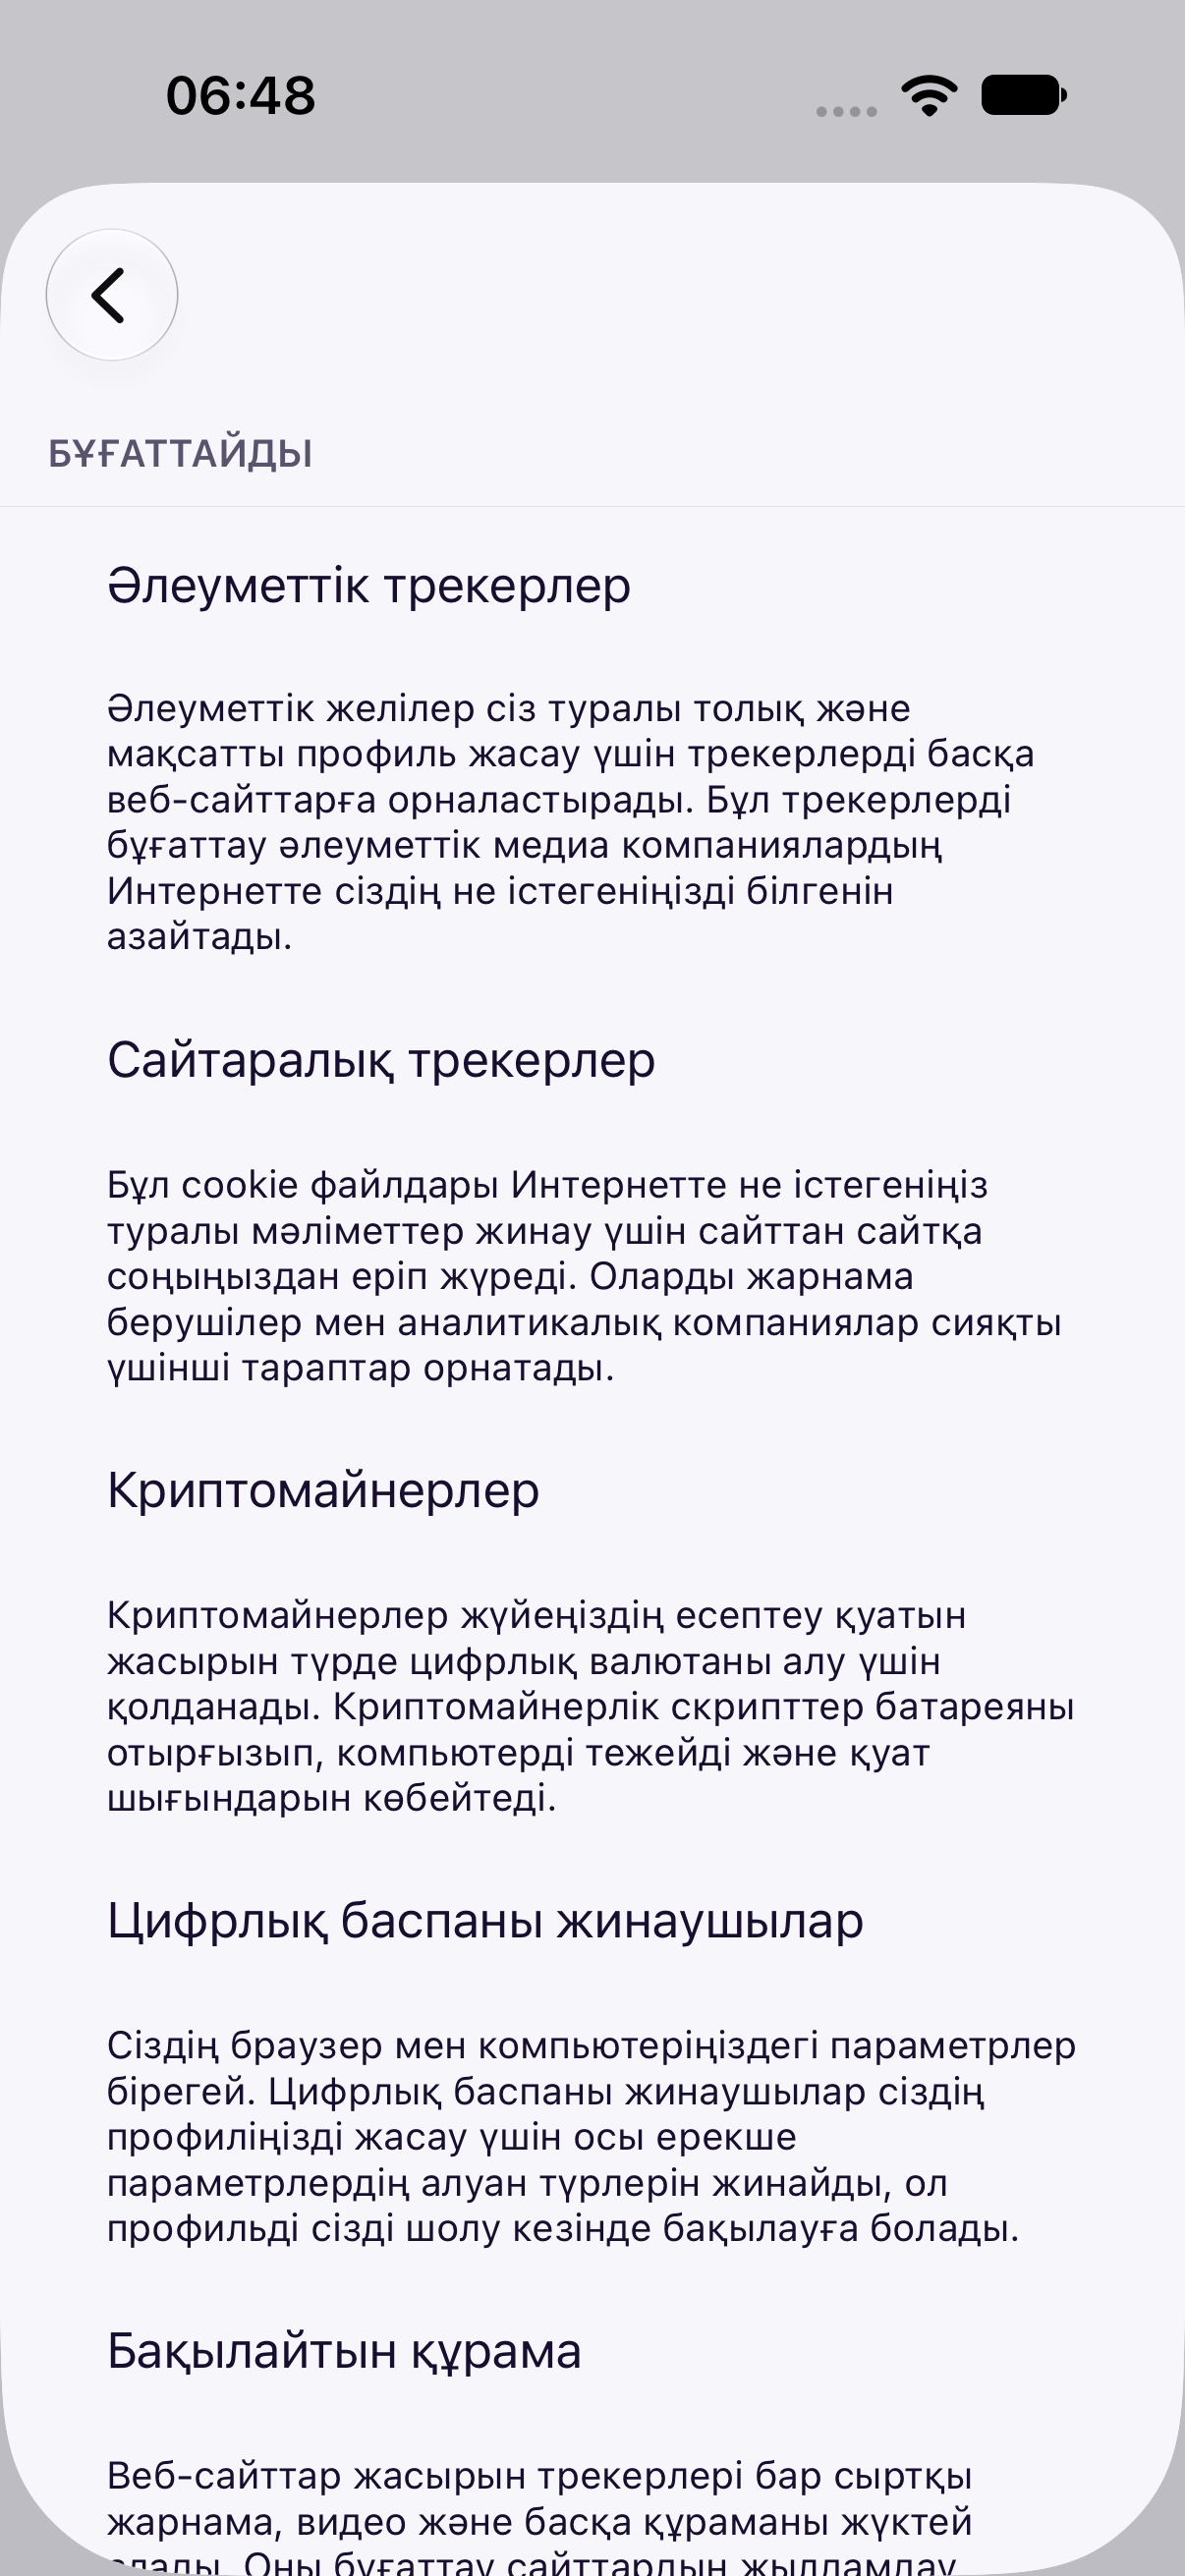 06:48
БҰҒАТТАЙДЫ
Әлеуметтік трекерлер
Әлеуметтік желілер сіз туралы толық және
мақсатты профиль жасау үшін трекерлерді басқа
веб-сайттарға орналастырады. Бұл трекерлерді
бұғаттау әлеуметтік медиа компаниялардың
Интернетте сіздің не істегеніңізді білгенін
азайтады.
Сайтаралық трекерлер
Бұл cookie файлдары Интернетте не істегеніңіз
туралы мәліметтер жинау үшін сайттан сайтқа
соңыңыздан еріп жүреді. Оларды жарнама
берушілер мен аналитикалық компаниялар сияқты
үшінші тараптар орнатады.
Криптомайнерлер
Криптомайнерлер жүйеңіздің есептеу қуатын
жасырын түрде цифрлық валютаны алу үшін
қолданады. Криптомайнерлік скрипттер батареяны
отырғызып, компьютерді тежейді және қуат
шығындарын көбейтеді.
Цифрлық баспаны жинаушылар
Сіздің браузер мен компьютеріңіздегі параметрлер
бірегей. Цифрлық баспаны жинаушылар сіздің
профиліңізді жасау үшін осы ерекше
параметрлердің алуан түрлерін жинайды, ол
профильді сізді шолу кезінде бақылауға болады.
Бақылайтын құрама
Веб-сайттар жасырын трекерлері бар сыртқы
жарнама, видео және басқа құраманы жүктей
алады. Оны бұғаттау сайттардың жылдамдау